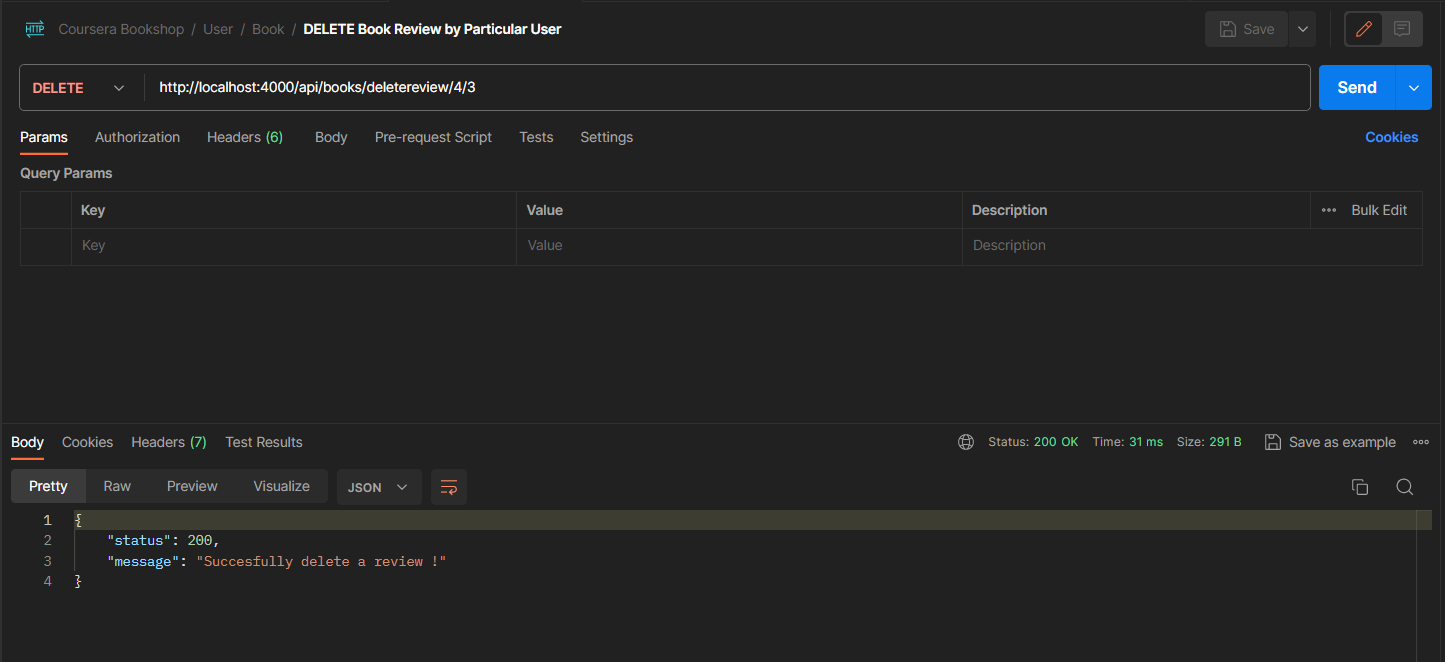 HTTP Coursera Bookshop / User / Book / DELETE Book Review by Particular User Save
DELETE http://localhost:4000/api/books/deletereview/4/3 Send
Params Authorization Headers (6) Body Pre-request Script Tests Settings Cookies
Query Params
Key Value Description ••• Bulk Edit
Key Value Description
Body Cookies Headers (7) Test Results Status: 200 OK Time: 31 ms Size: 291 B Save as example
Pretty Raw Preview Visualize JSON
1 {
2 "status": 200,
3 "message": "Succesfully delete a review !"
4 }